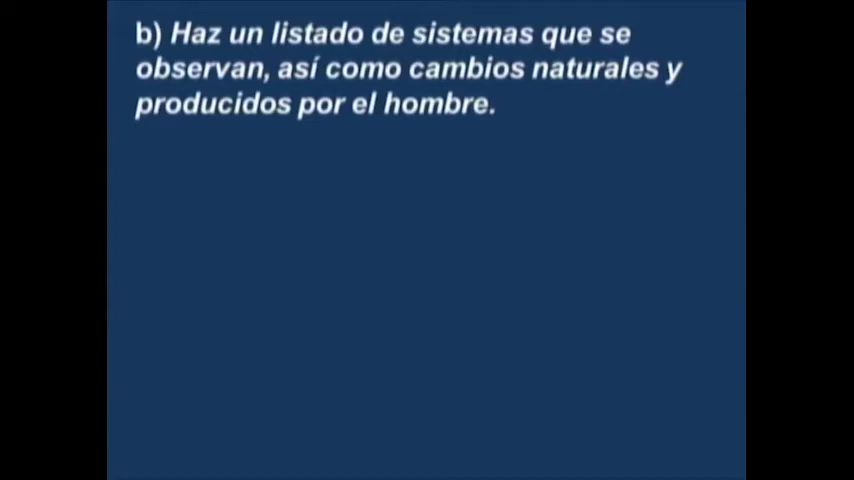 b) Haz un listado de sistemas que se
observan, así como cambios naturales y
producidos por el hombre.